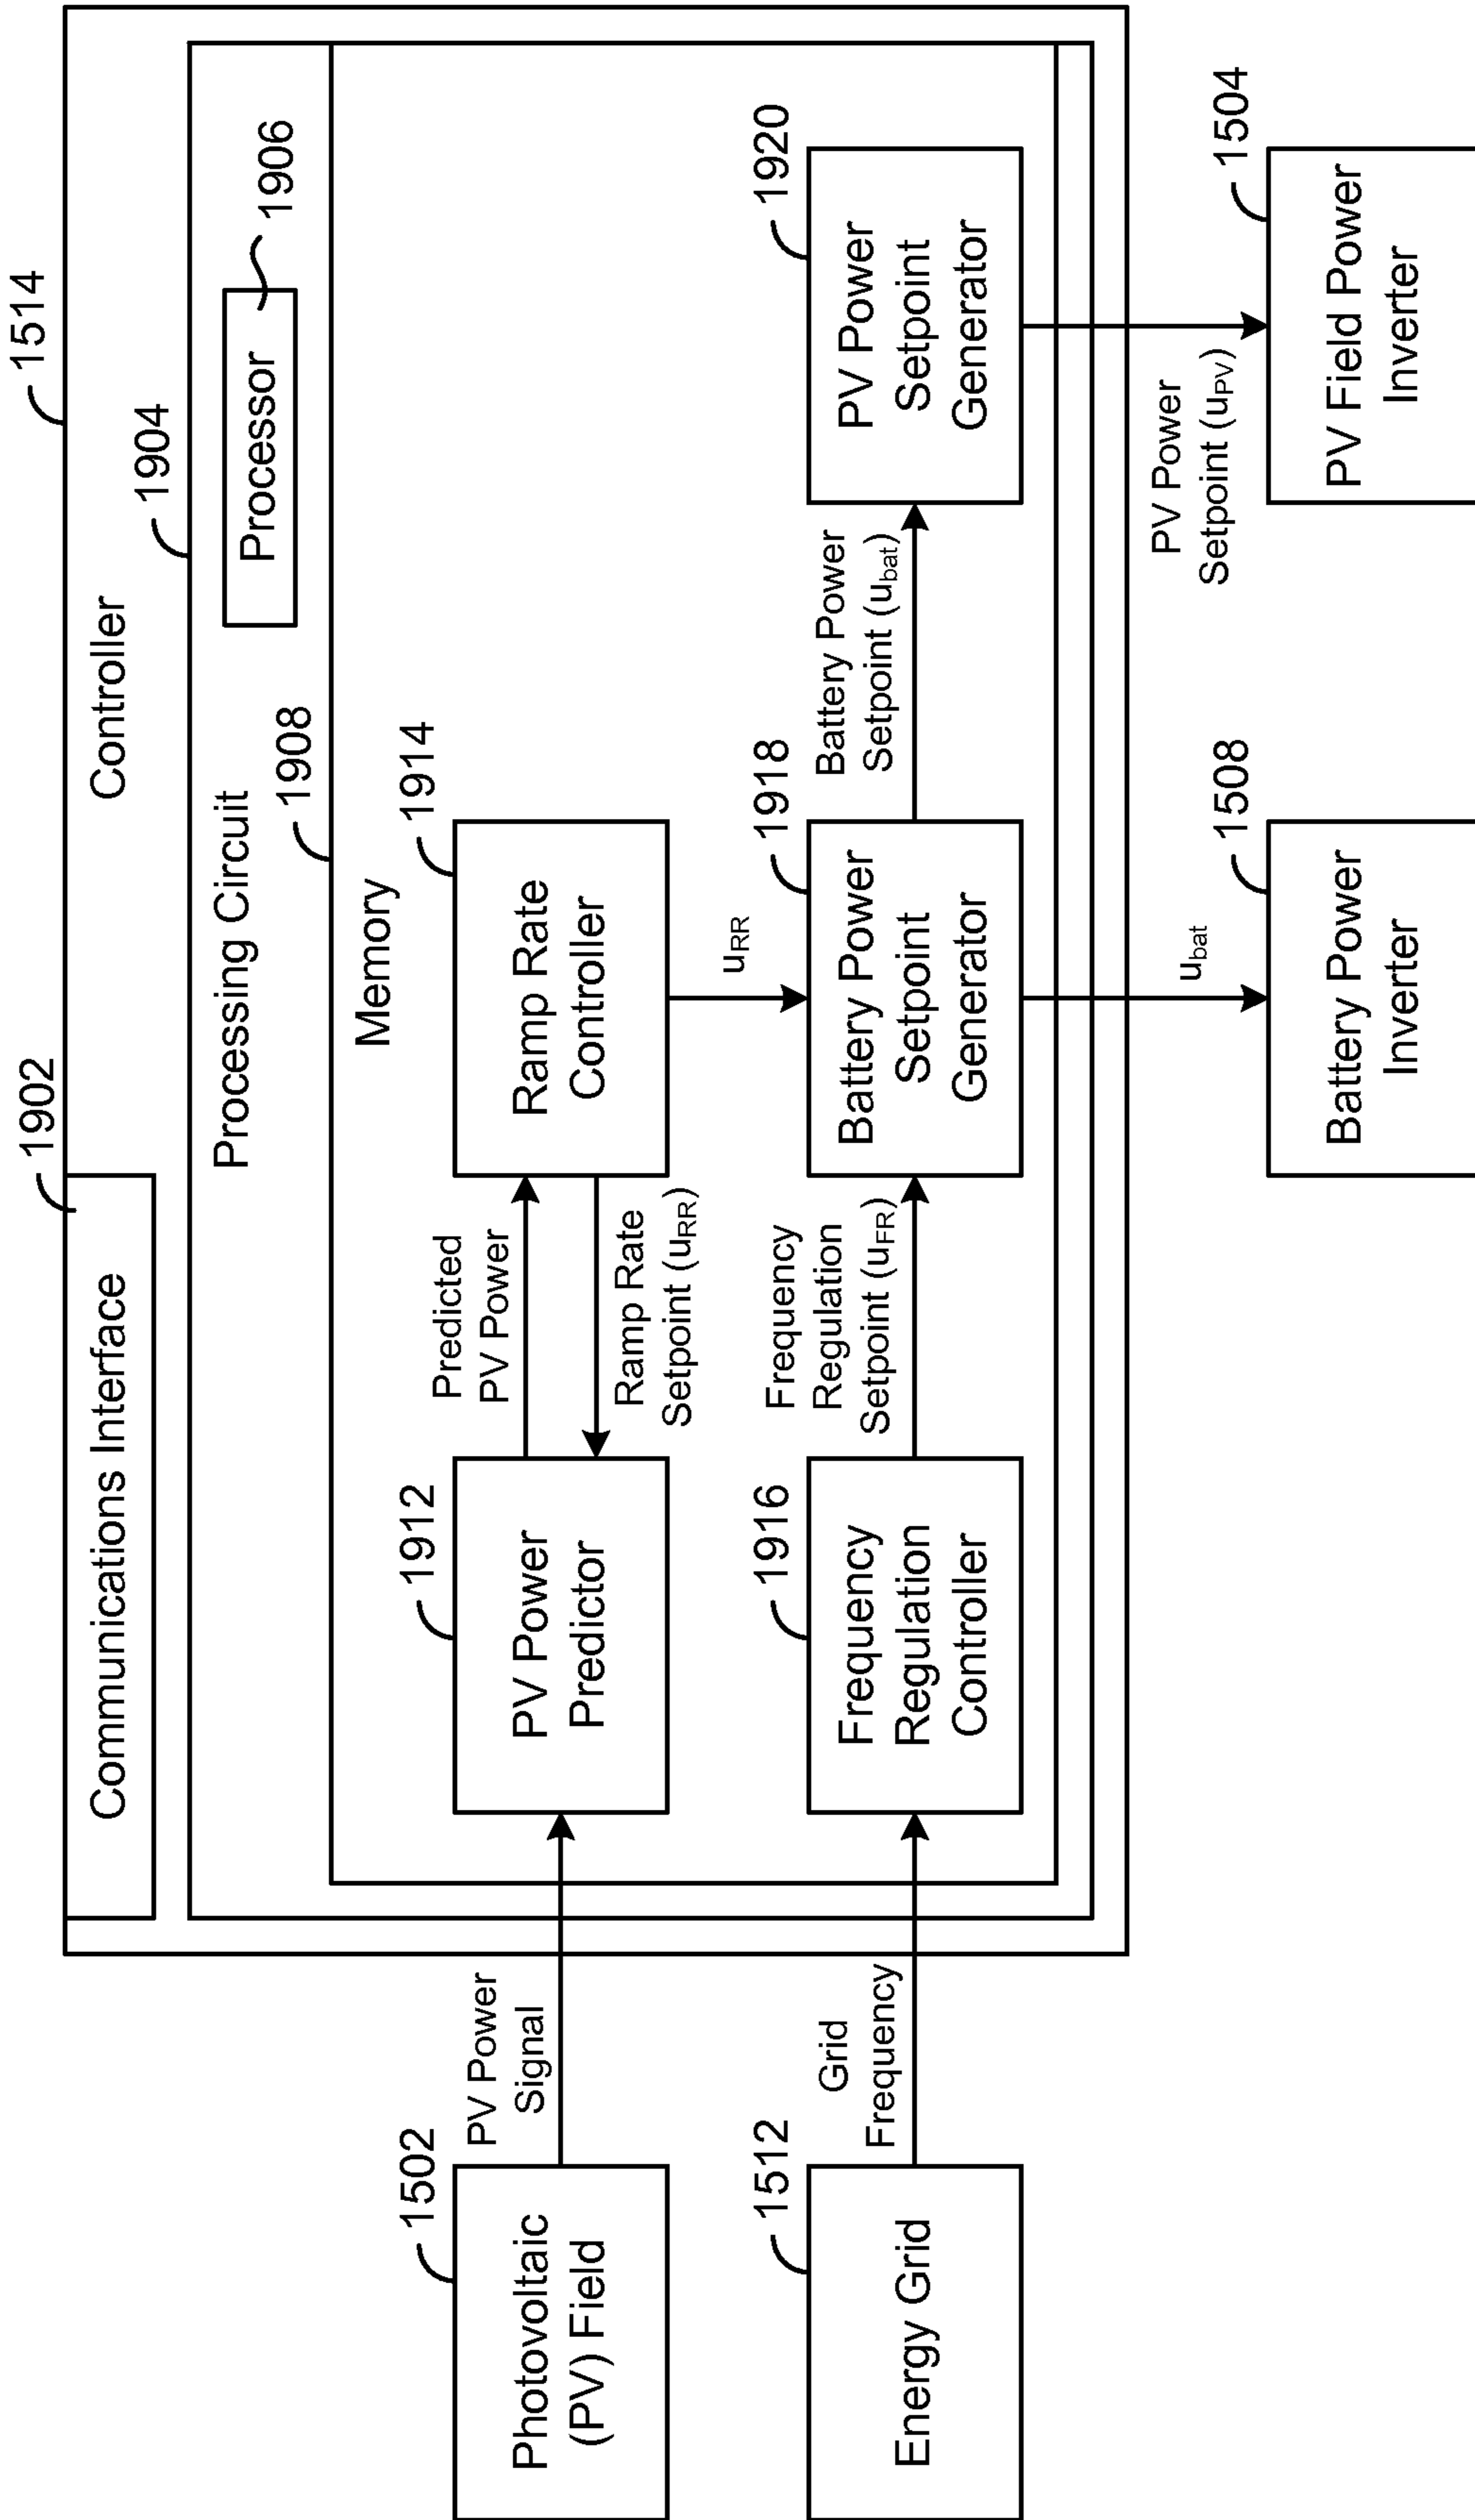 1514
Controller
1902
Communications Interface
1904
Processing Circuit
Processor
1906
1908
Memory
1502
Photovoltaic
(PV) Field
PV Power
Signal
1912
PV Power
Predictor
Predicted
PV Power
Ramp Rate
Setpoint (uRR)
1914
Ramp Rate
Controller
uRR
1512
Energy Grid
Grid
Frequency
1916
Frequency
Regulation
Controller
Frequency
Regulation
Setpoint (uFR)
1918
Battery Power
Setpoint
Generator
Battery Power
Setpoint (ubat)
1920
PV Power
Setpoint
Generator
ubat
1508
Battery Power
Inverter
PV Power
Setpoint (uPV)
1504
PV Field Power
Inverter